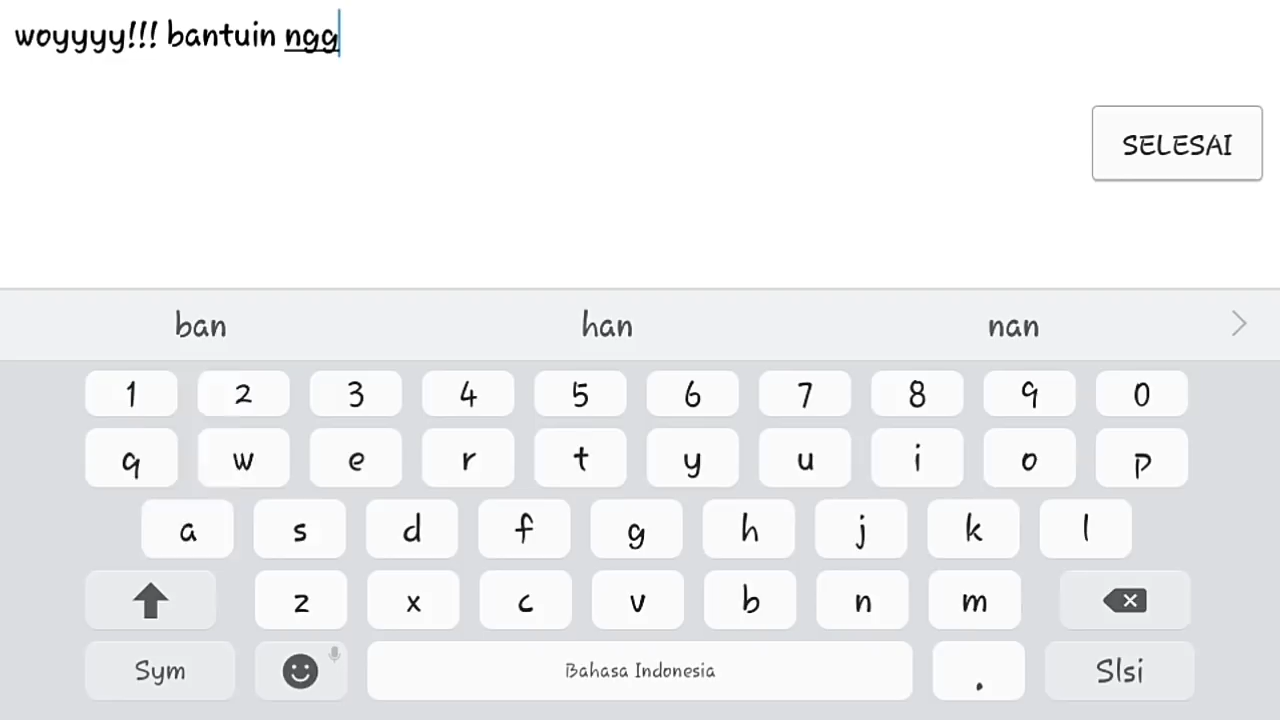 woyyyy!!! bantuin ngg
SELESAI
ban han nan
1 2 3 4 5 6 7 8 9 0
q w e r t y u i o p
a s d f g h j k l
z x c v b n m
Sym Bahasa Indonesia . Slsi